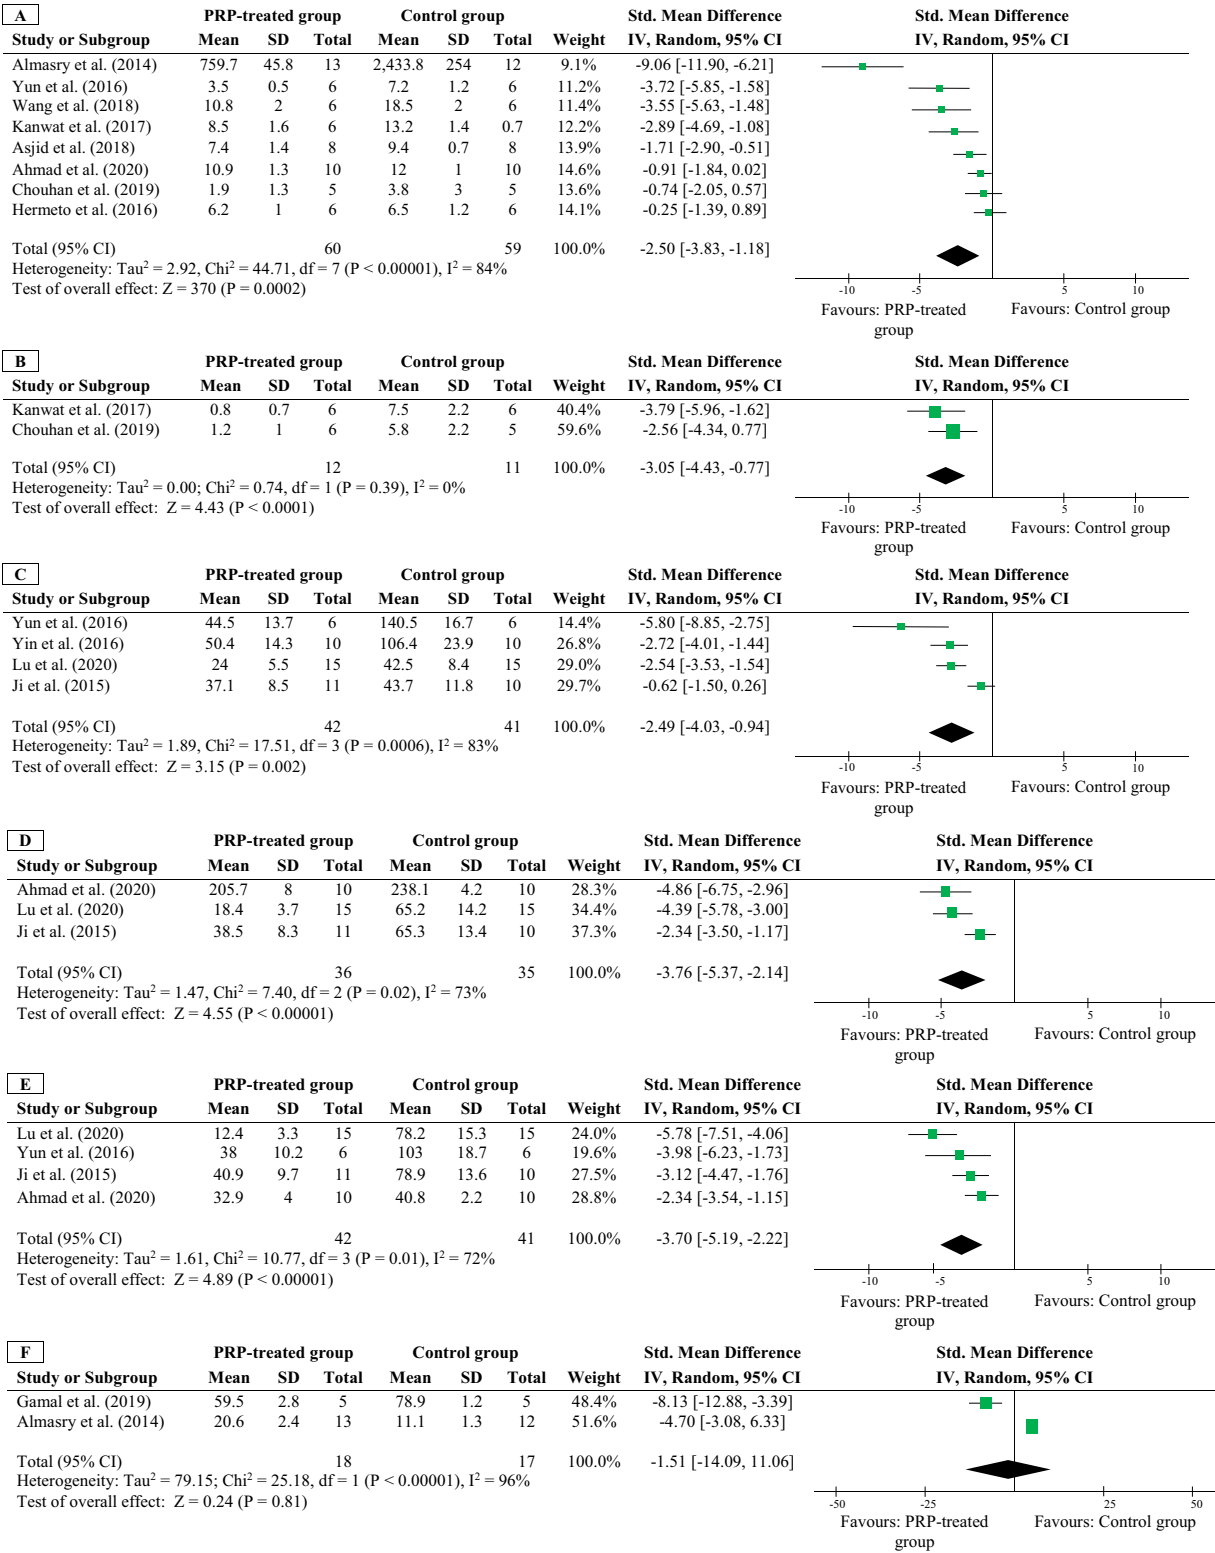 A PRP-treated group Control group Std. Mean Difference Std. Mean Difference
Study or Subgroup Mean SD Total Mean SD Total Weight IV, Random, 95% CI IV, Random, 95% CI
Almasry et al. (2014) 759.7 45.8 13 2,433.8 254 12 9.1% -9.06 [-11.90, -6.21]
Yun et al. (2016) 3.5 0.5 6 7.2 1.2 6 11.2% -3.72 [-5.85, -1.58]
Wang et al. (2018) 10.8 2 6 18.5 2 6 11.4% -3.55 [-5.63, -1.48]
Kanwat et al. (2017) 8.5 1.6 6 13.2 1.4 0.7 12.2% -2.89 [-4.69, -1.08]
Asjid et al. (2018) 7.4 1.4 8 9.4 0.7 8 13.9% -1.71 [-2.90, -0.51]
Ahmad et al. (2020) 10.9 1.3 10 12 1 10 14.6% -0.91 [-1.84, 0.02]
Chouhan et al. (2019) 1.9 1.3 5 3.8 3 5 13.6% -0.74 [-2.05, 0.57]
Hermeto et al. (2016) 6.2 1 6 6.5 1.2 6 14.1% -0.25 [-1.39, 0.89]
Total (95% CI) 60 59 100.0% -2.50 [-3.83, -1.18]
Heterogeneity: Tau² = 2.92, Chi² = 44.71, df = 7 (P < 0.00001), I² = 84%
Test of overall effect: Z = 370 (P = 0.0002)
-10 -5 5 10
Favours: PRP-treated Favours: Control group
group
B PRP-treated group Control group Std. Mean Difference Std. Mean Difference
Study or Subgroup Mean SD Total Mean SD Total Weight IV, Random, 95% CI IV, Random, 95% CI
Kanwat et al. (2017) 0.8 0.7 6 7.5 2.2 6 40.4% -3.79 [-5.96, -1.62]
Chouhan et al. (2019) 1.2 1 6 5.8 2.2 5 59.6% -2.56 [-4.34, 0.77]
Total (95% CI) 12 11 100.0% -3.05 [-4.43, -0.77]
Heterogeneity: Tau² = 0.00; Chi² = 0.74, df = 1 (P = 0.39), I² = 0%
Test of overall effect: Z = 4.43 (P < 0.0001)
-10 -5 5 10
Favours: PRP-treated Favours: Control group
group
C PRP-treated group Control group Std. Mean Difference Std. Mean Difference
Study or Subgroup Mean SD Total Mean SD Total Weight IV, Random, 95% CI IV, Random, 95% CI
Yun et al. (2016) 44.5 13.7 6 140.5 16.7 6 14.4% -5.80 [-8.85, -2.75]
Yin et al. (2016) 50.4 14.3 10 106.4 23.9 10 26.8% -2.72 [-4.01, -1.44]
Lu et al. (2020) 24 5.5 15 42.5 8.4 15 29.0% -2.54 [-3.53, -1.54]
Ji et al. (2015) 37.1 8.5 11 43.7 11.8 10 29.7% -0.62 [-1.50, 0.26]
Total (95% CI) 42 41 100.0% -2.49 [-4.03, -0.94]
Heterogeneity: Tau² = 1.89, Chi² = 17.51, df = 3 (P = 0.0006), I² = 83%
Test of overall effect: Z = 3.15 (P = 0.002)
-10 -5 5 10
Favours: PRP-treated Favours: Control group
group
D PRP-treated group Control group Std. Mean Difference Std. Mean Difference
Study or Subgroup Mean SD Total Mean SD Total Weight IV, Random, 95% CI IV, Random, 95% CI
Ahmad et al. (2020) 205.7 8 10 238.1 4.2 10 28.3% -4.86 [-6.75, -2.96]
Lu et al. (2020) 18.4 3.7 15 65.2 14.2 15 34.4% -4.39 [-5.78, -3.00]
Ji et al. (2015) 38.5 8.3 11 65.3 13.4 10 37.3% -2.34 [-3.50, -1.17]
Total (95% CI) 36 35 100.0% -3.76 [-5.37, -2.14]
Heterogeneity: Tau² = 1.47, Chi² = 7.40, df = 2 (P = 0.02), I² = 73%
Test of overall effect: Z = 4.55 (P < 0.00001)
-10 -5 5 10
Favours: PRP-treated Favours: Control group
group
E PRP-treated group Control group Std. Mean Difference Std. Mean Difference
Study or Subgroup Mean SD Total Mean SD Total Weight IV, Random, 95% CI IV, Random, 95% CI
Lu et al. (2020) 12.4 3.3 15 78.2 15.3 15 24.0% -5.78 [-7.51, -4.06]
Yun et al. (2016) 38 10.2 6 103 18.7 6 19.6% -3.98 [-6.23, -1.73]
Ji et al. (2015) 40.9 9.7 11 78.9 13.6 10 27.5% -3.12 [-4.47, -1.76]
Ahmad et al. (2020) 32.9 4 10 40.8 2.2 10 28.8% -2.34 [-3.54, -1.15]
Total (95% CI) 42 41 100.0% -3.70 [-5.19, -2.22]
Heterogeneity: Tau² = 1.61, Chi² = 10.77, df = 3 (P = 0.01), I² = 72%
Test of overall effect: Z = 4.89 (P < 0.00001)
-10 -5 5 10
Favours: PRP-treated Favours: Control group
group
F PRP-treated group Control group Std. Mean Difference Std. Mean Difference
Study or Subgroup Mean SD Total Mean SD Total Weight IV, Random, 95% CI IV, Random, 95% CI
Gamal et al. (2019) 59.5 2.8 5 78.9 1.2 5 48.4% -8.13 [-12.88, -3.39]
Almasry et al. (2014) 20.6 2.4 13 11.1 1.3 12 51.6% -4.70 [-3.08, 6.33]
Total (95% CI) 18 17 100.0% -1.51 [-14.09, 11.06]
Heterogeneity: Tau² = 79.15; Chi² = 25.18, df = 1 (P < 0.00001), I² = 96%
Test of overall effect: Z = 0.24 (P = 0.81)
-50 -25 25 50
Favours: PRP-treated Favours: Control group
group